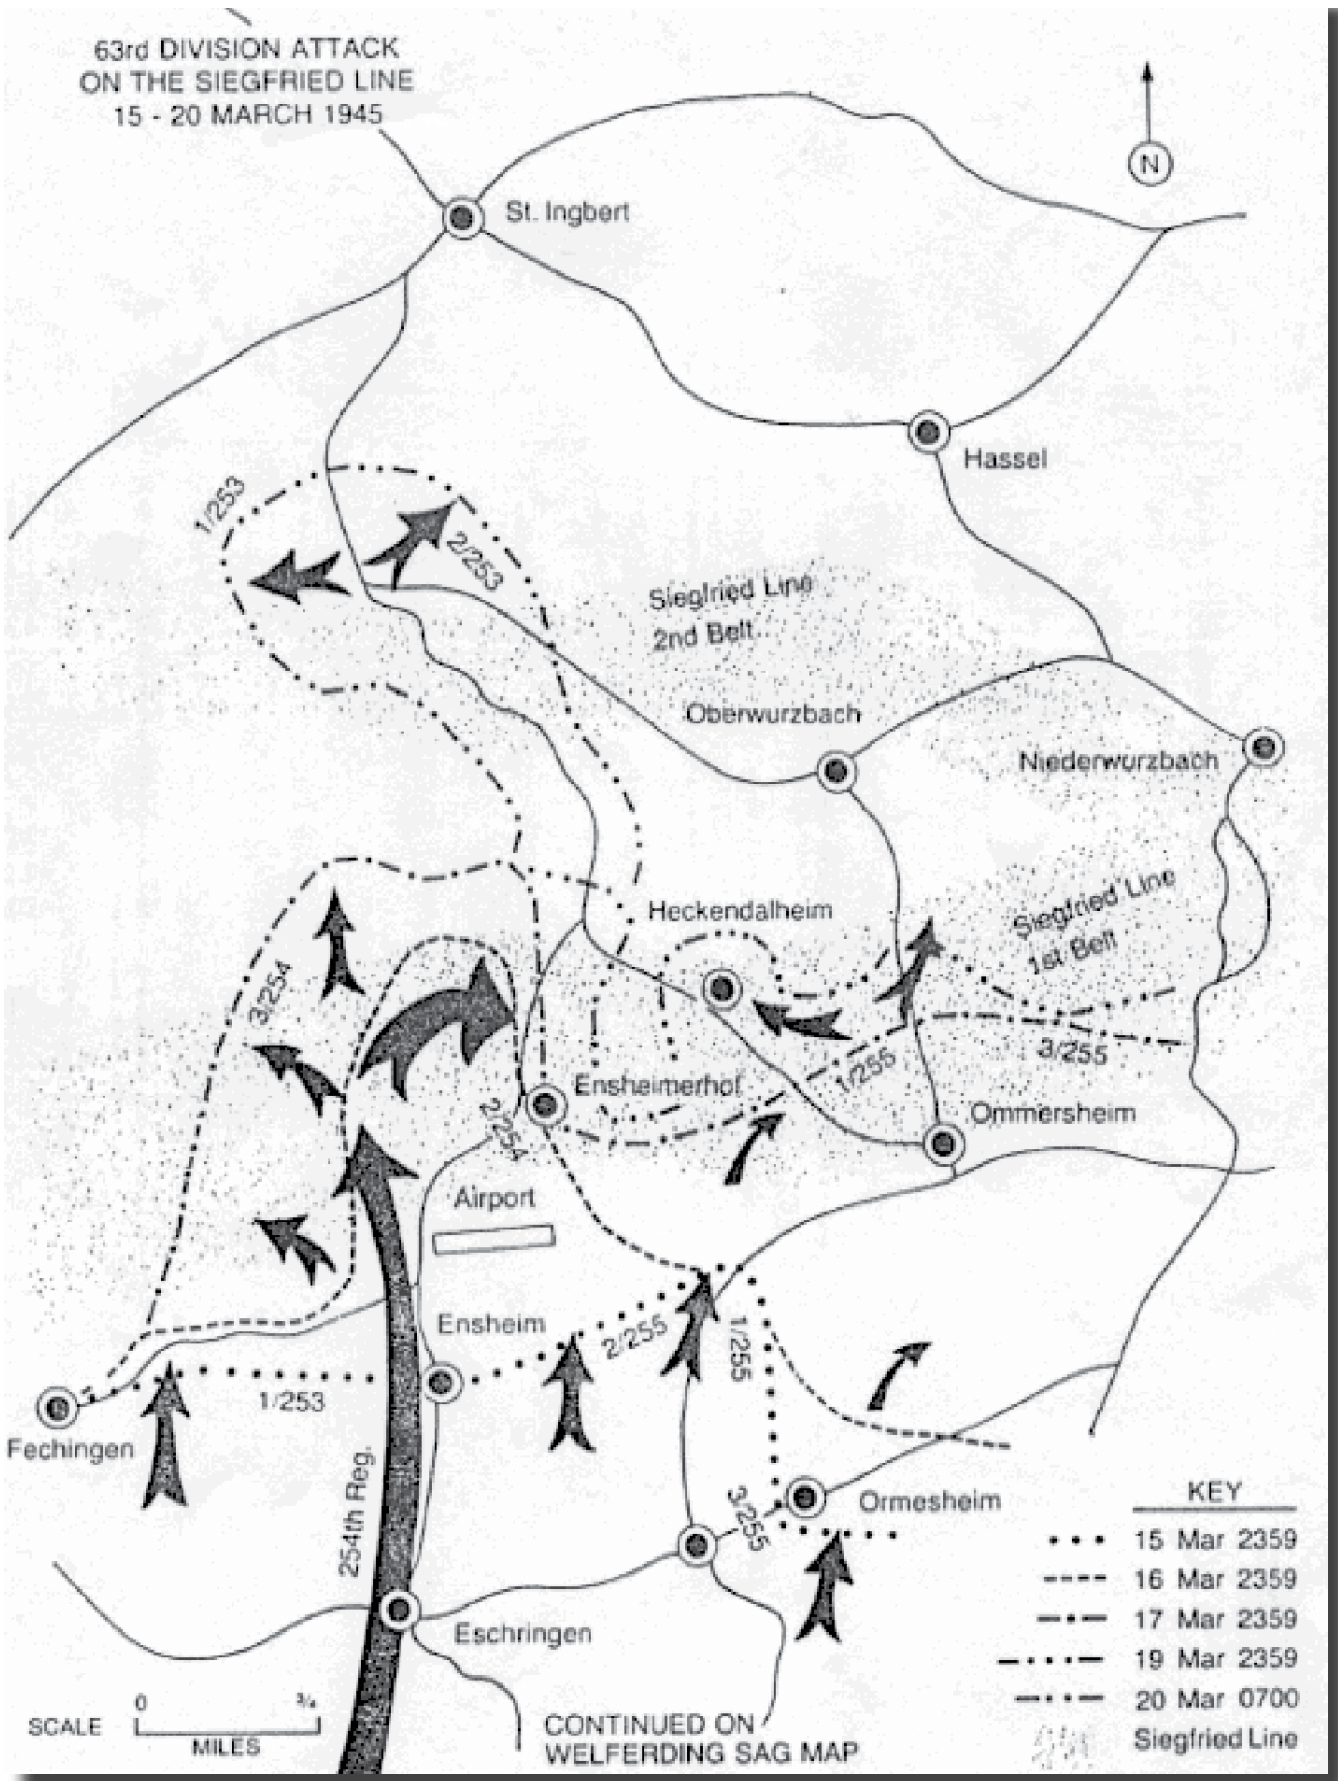 63rd DIVISION ATTACK
ON THE SIEGFRIED LINE
15 - 20 MARCH 1945
N
St. Ingbert
Hassel
1/253
2/253
Siegfried Line
2nd Belt
Oberwurzbach
Niederwurzbach
Siegfried Line
1st Belt
Heckendalheim
3/254
3/255
1/255
Ensheimerhof
Ommersheim
2/254
Airport
Ensheim
2/255
1/255
1/253
Fechingen
254th Reg.
3/255
Ormesheim
Eschringen
KEY
15 Mar 2359
16 Mar 2359
17 Mar 2359
19 Mar 2359
20 Mar 0700
Siegfried Line
0 3/4
SCALE
MILES
CONTINUED ON
WELFERDING SAG MAP